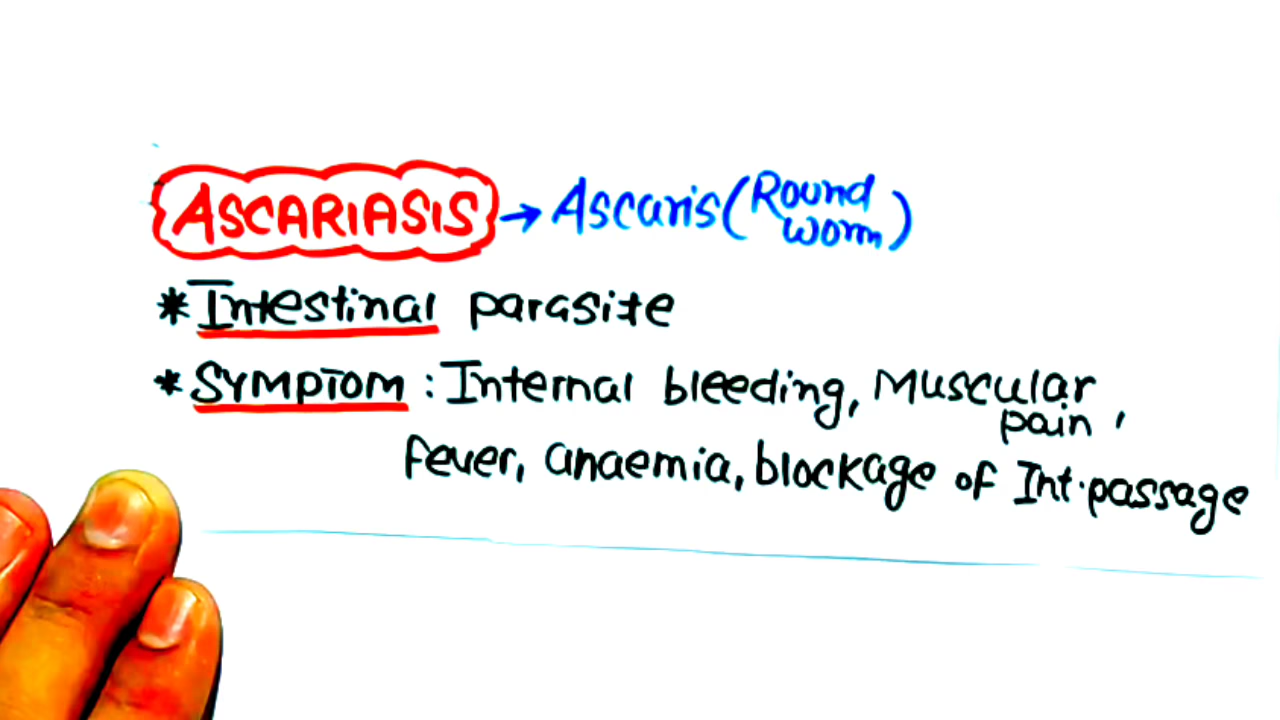 ASCARIASIS → Ascaris (Round worm)
* Intestinal parasite
* SYMPTOM : Internal bleeding, Muscular pain,
fever, anaemia, blockage of Int. passage